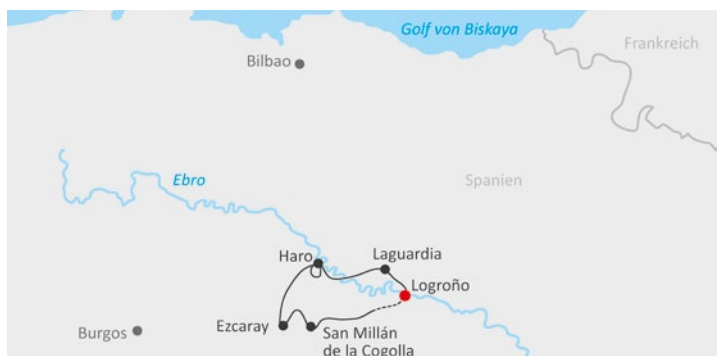 Golf von Biskaya
Frankreich
Bilbao
Ebro
Spanien
Haro
Laguardia
Logroño
Ezcaray
San Millán
de la Cogolla
Burgos